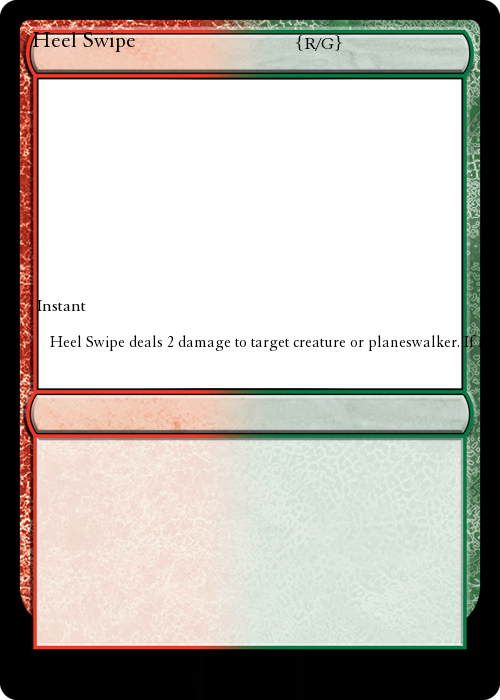 Heel Swipe {R/G}
Instant
Heel Swipe deals 2 damage to target creature or planeswalker. If